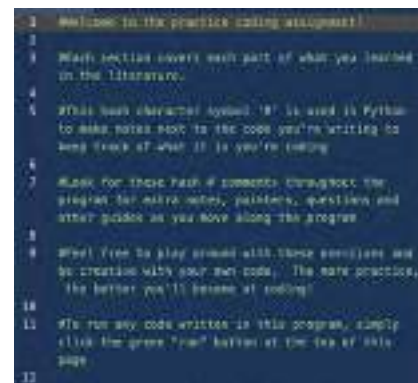 1 #Welcome to the practice coding assignment!
2
3 #Each section covers each part of what you learned
in the literature.
4
5 #This hash character symbol '#' is used in Python
to make notes next to the code you're writing to
keep track of what it is you're coding
6
7 #Look for these hash # comments throughout the
program for extra notes, pointers, questions and
other guides as you move along the program
8
9 #Feel free to play around with these exercises and
be creative with your own code. The more practice,
the better you'll become at coding!
10
11 #To run any code written in this program, simply
click the green "run" button at the top of this
page
12